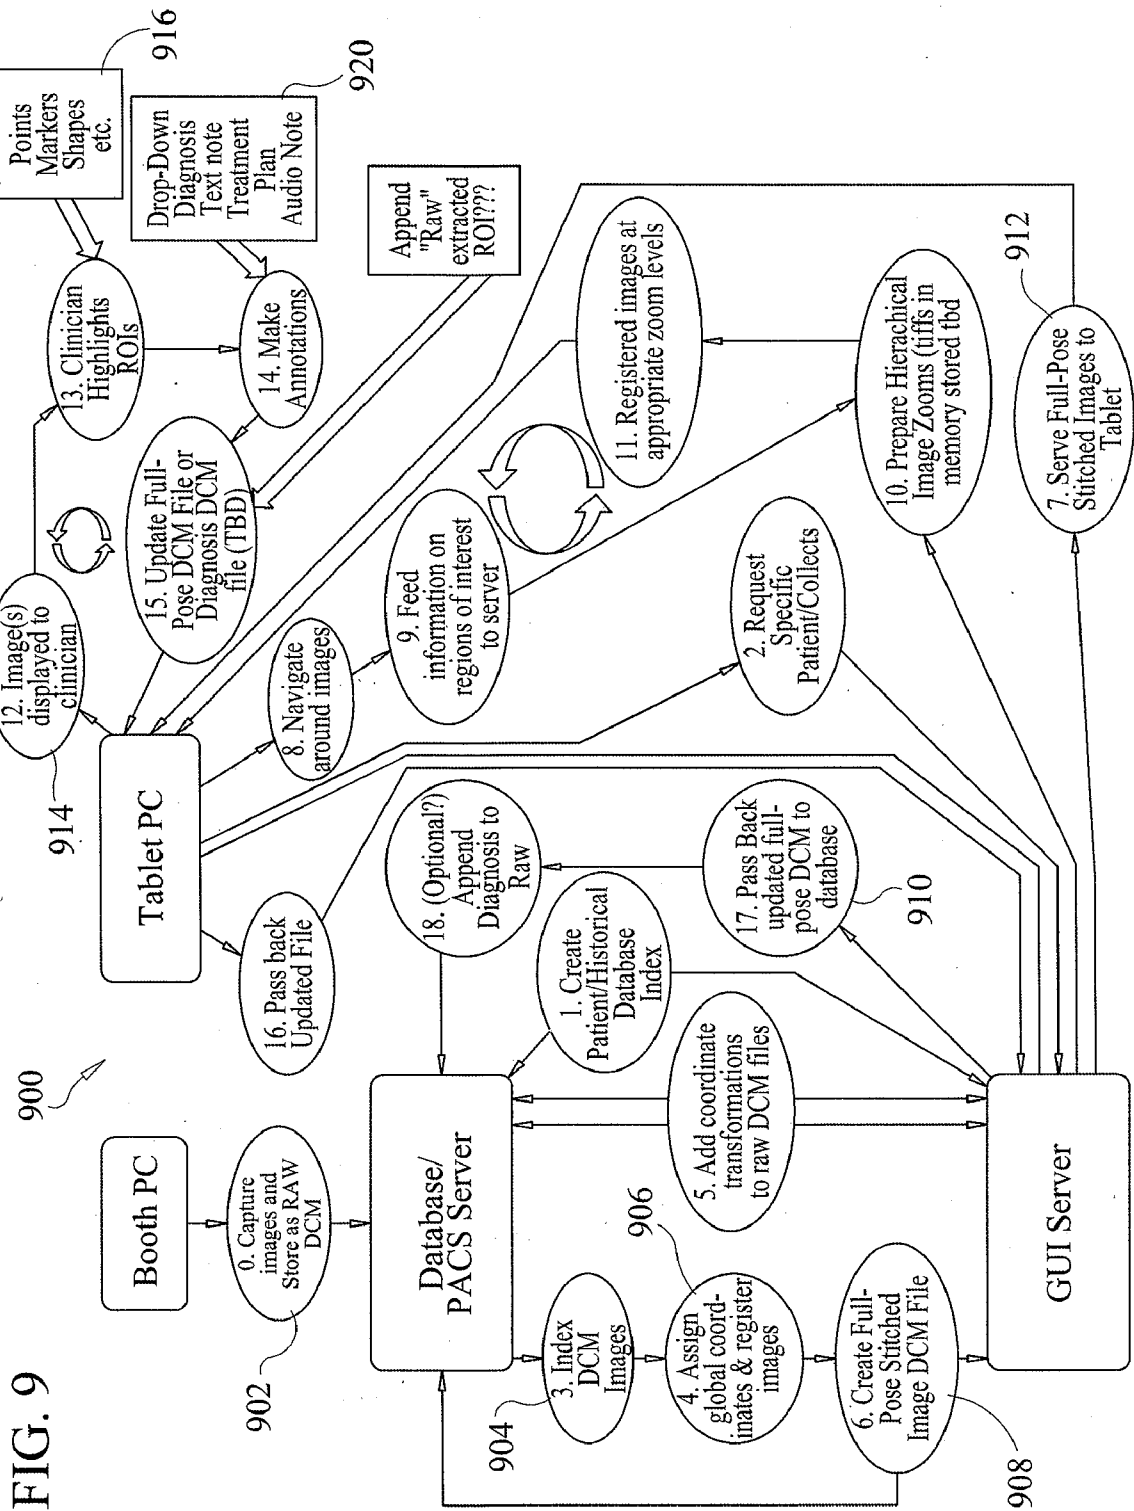 FIG. 9
900
Booth PC
0. Capture
images and
Store as RAW
DCM
902
Database/
PACS Server
3. Index
DCM
Images
904
4. Assign
global coord-
inates & register
images
906
6. Create Full-
Pose Stitched
Image DCM File
908
5. Add coordinate
transformations
to raw DCM files
1. Create
Patient/Historical
Database
Index
GUI Server
17. Pass Back
updated full-
pose DCM to
database
910
18. (Optional?)
Append
Diagnosis to
Raw
16. Pass back
Updated File
Tablet PC
914
12. Image(s)
displayed to
clinician
8. Navigate
around images
9. Feed
information on
regions of interest
to server
2. Request
Specific
Patient/Collects
15. Update Full-
Pose DCM File or
Diagnosis DCM
file (TBD)
13. Clinician
Highlights
ROIs
14. Make
Annotations
Points
Markers
Shapes
etc.
916
Drop-Down
Diagnosis
Text note
Treatment
Plan
Audio Note
920
Append
"Raw"
extracted
ROI???
11. Registered images at
appropriate zoom levels
10. Prepare Hierachical
Image Zooms (tiffs in
memory stored tbd
7. Serve Full-Pose
Stitched Images to
Tablet
912